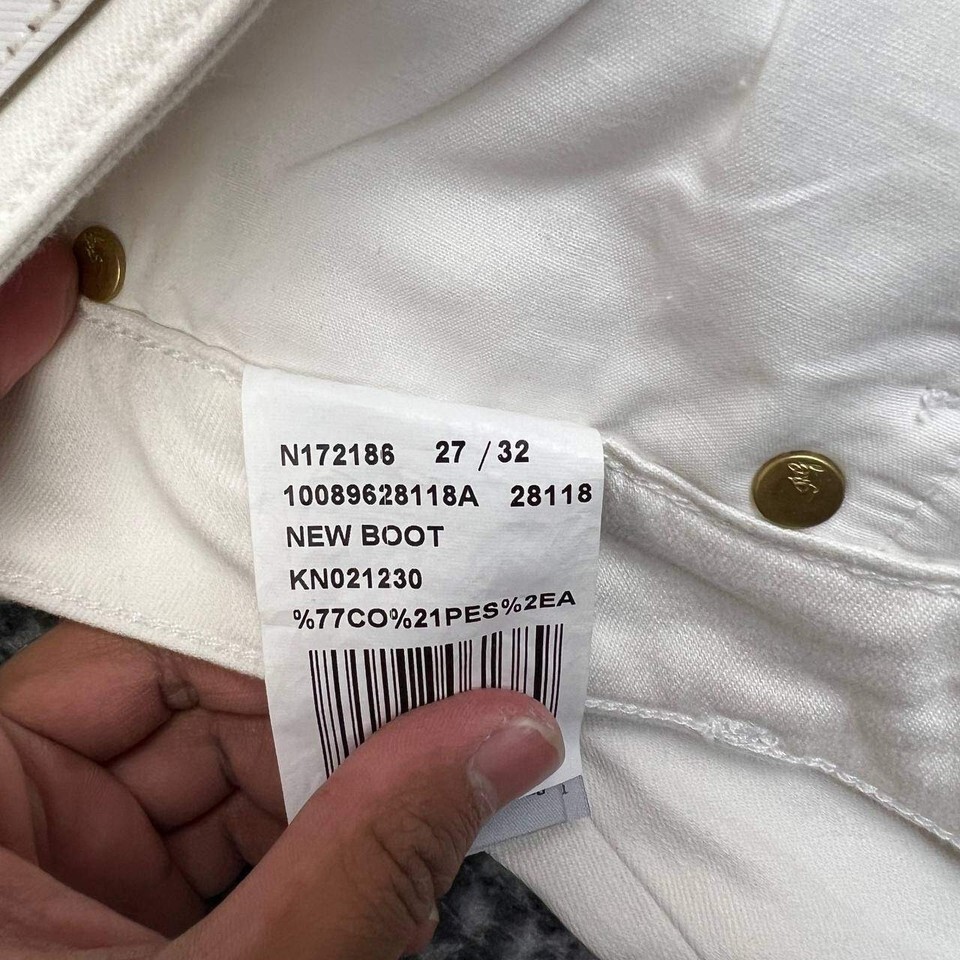 N172186 27 / 32
10089628118A 28118
NEW BOOT
KN021230
%77CO%21PES%2EA